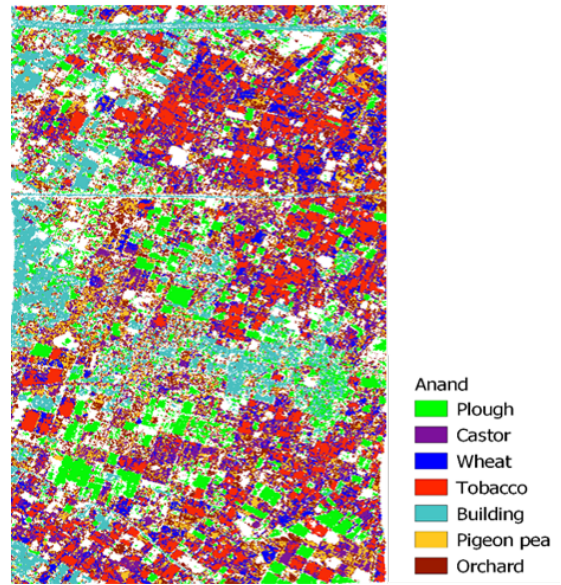 Anand
Plough
Castor
Wheat
Tobacco
Building
Pigeon pea
Orchard